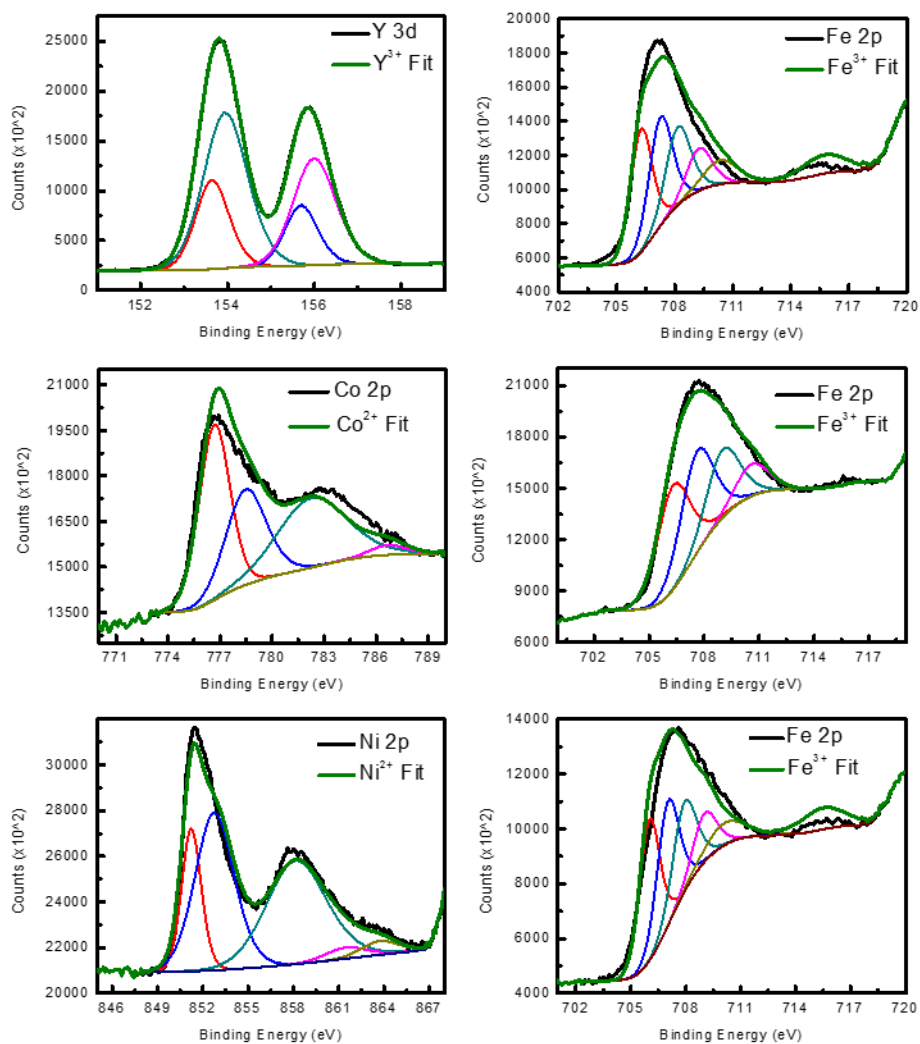 Y 3d
Y³⁺ Fit
25000
20000
15000
10000
5000
0
Counts (x10^2)
152 154 156 158
Binding Energy (eV)
Fe 2p
Fe³⁺ Fit
20000
18000
16000
14000
12000
10000
8000
6000
4000
Counts (x10^2)
702 705 708 711 714 717 720
Binding Energy (eV)
Co 2p
Co²⁺ Fit
21000
19500
18000
16500
15000
13500
Counts (x10^2)
771 774 777 780 783 786 789
Binding Energy (eV)
Fe 2p
Fe³⁺ Fit
21000
18000
15000
12000
9000
6000
Counts (x10^2)
702 705 708 711 714 717
Binding Energy (eV)
Ni 2p
Ni²⁺ Fit
30000
28000
26000
24000
22000
20000
Counts (x10^2)
846 849 852 855 858 861 864 867
Binding Energy (eV)
Fe 2p
Fe³⁺ Fit
14000
12000
10000
8000
6000
4000
Counts (x10^2)
702 705 708 711 714 717 720
Binding Energy (eV)